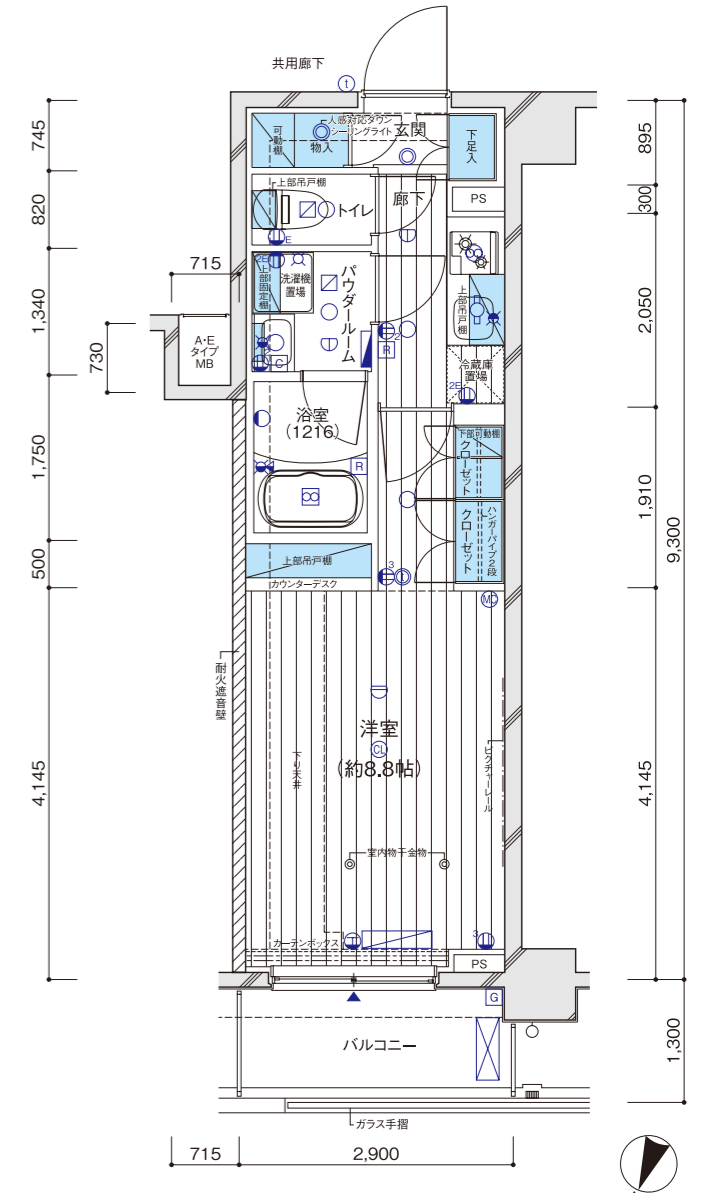 共用廊下
t
745
820
1,340
1,750
500
4,145
715
730
895
300
2,050
1,910
4,145
9,300
1,300
可動棚
物入
人感対応ダウン
シーリングライト
玄関
下足入
上部吊戸棚
トイレ
廊下
PS
E
2E
上部固定棚
洗濯機
置場
パウダールーム
C
R
2
上部吊戸棚
冷蔵庫
置場
2E
A・E
タイプ
MB
浴室
(1216)
R
下部可動棚
クローゼット
クローゼット
ハンガーパイプ2段
上部吊戸棚
カウンターデスク
3
t
MC
耐火遮音壁
洋室
CL
(約8.8帖)
下り天井
ピクチャーレール
室内物干金物
カーテンボックス
3
PS
G
バルコニー
ガラス手摺
715
2,900